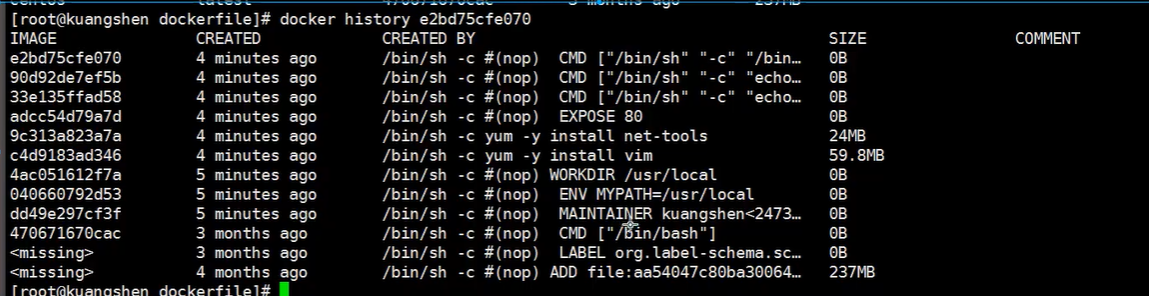 [root@kuangshen dockerfile]# docker history e2bd75cfe070
IMAGE CREATED CREATED BY SIZE COMMENT
e2bd75cfe070 4 minutes ago /bin/sh -c #(nop) CMD ["/bin/sh" "-c" "/bin… 0B
90d92de7ef5b 4 minutes ago /bin/sh -c #(nop) CMD ["/bin/sh" "-c" "echo… 0B
33e135ffad58 4 minutes ago /bin/sh -c #(nop) CMD ["/bin/sh" "-c" "echo… 0B
adcc54d79a7d 4 minutes ago /bin/sh -c #(nop) EXPOSE 80 0B
9c313a823a7a 4 minutes ago /bin/sh -c yum -y install net-tools 24MB
c4d9183ad346 4 minutes ago /bin/sh -c yum -y install vim 59.8MB
4ac051612f7a 5 minutes ago /bin/sh -c #(nop) WORKDIR /usr/local 0B
040660792d53 5 minutes ago /bin/sh -c #(nop) ENV MYPATH=/usr/local 0B
dd49e297cf3f 5 minutes ago /bin/sh -c #(nop) MAINTAINER kuangshen<2473… 0B
470671670cac 3 months ago /bin/sh -c #(nop) CMD ["/bin/bash"] 0B
<missing> 3 months ago /bin/sh -c #(nop) LABEL org.label-schema.sc… 0B
<missing> 4 months ago /bin/sh -c #(nop) ADD file:aa54047c80ba30064… 237MB
[root@kuangshen dockerfile]#